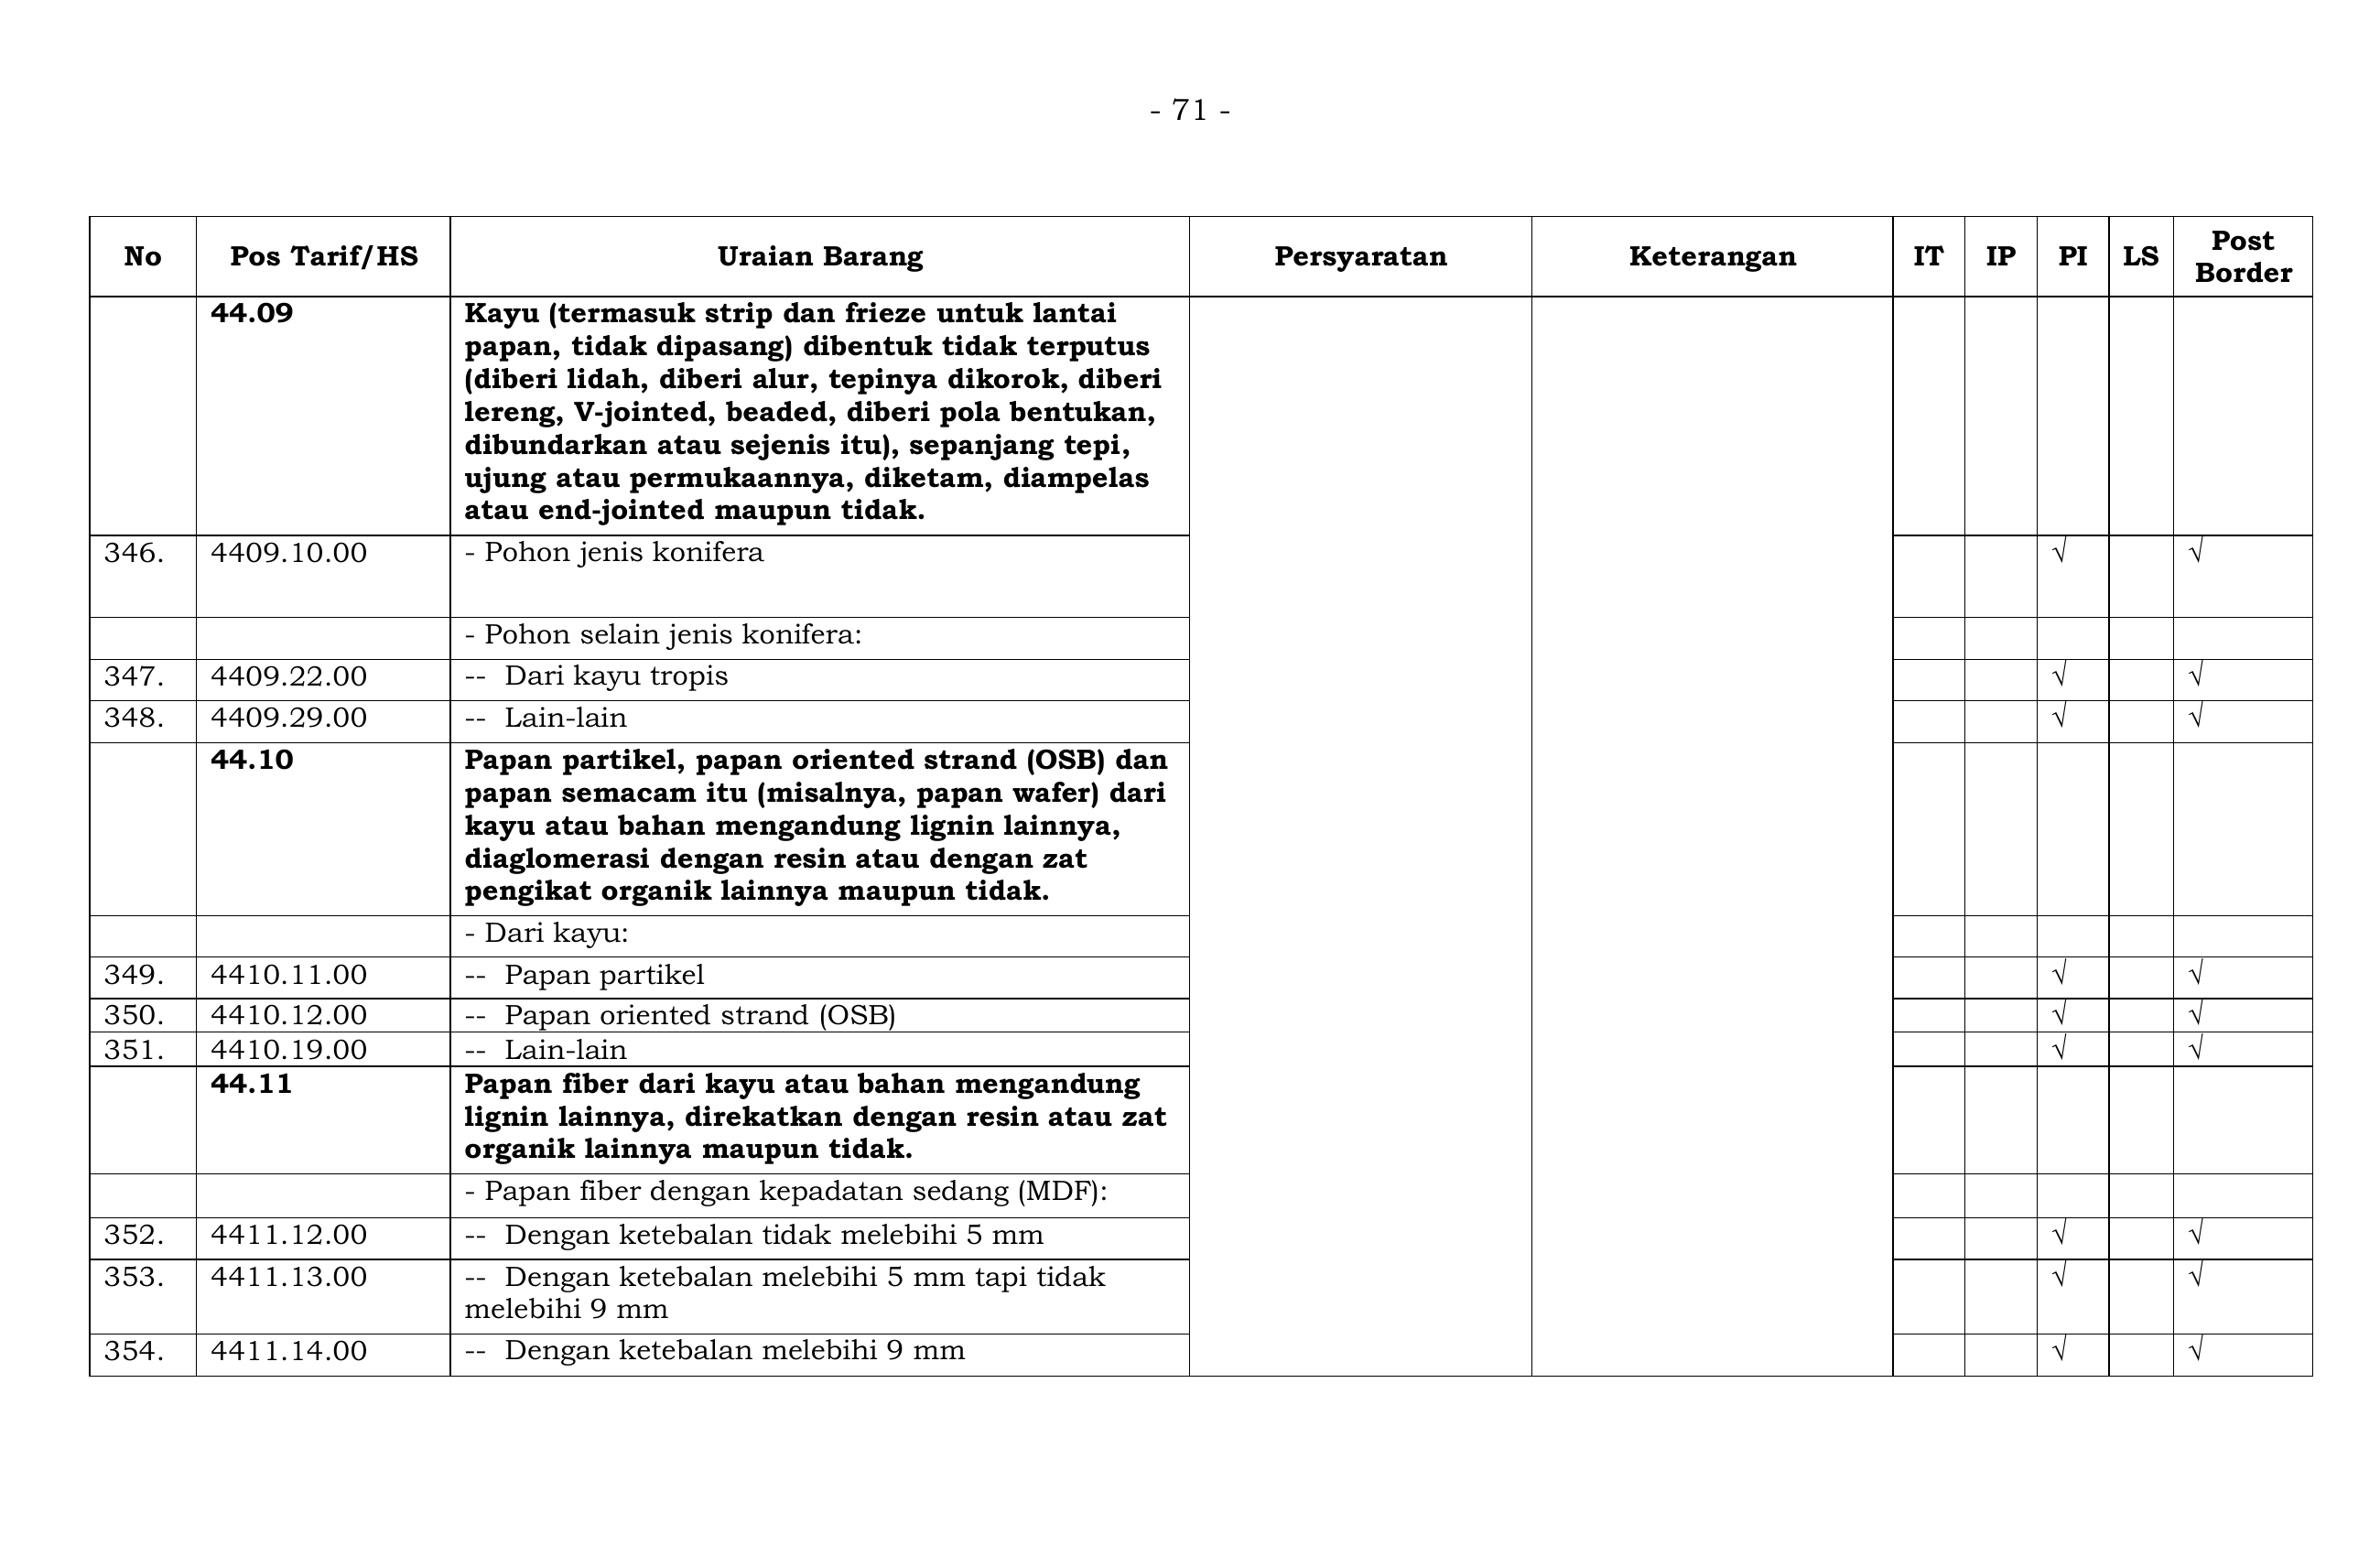 - 71 -
No Pos Tarif/HS Uraian Barang Persyaratan Keterangan IT IP PI LS Post Border
44.09 Kayu (termasuk strip dan frieze untuk lantai
papan, tidak dipasang) dibentuk tidak terputus
(diberi lidah, diberi alur, tepinya dikorok, diberi
lereng, V-jointed, beaded, diberi pola bentukan,
dibundarkan atau sejenis itu), sepanjang tepi,
ujung atau permukaannya, diketam, diampelas
atau end-jointed maupun tidak.
346. 4409.10.00 - Pohon jenis konifera √ √
- Pohon selain jenis konifera:
347. 4409.22.00 -- Dari kayu tropis √ √
348. 4409.29.00 -- Lain-lain √ √
44.10 Papan partikel, papan oriented strand (OSB) dan
papan semacam itu (misalnya, papan wafer) dari
kayu atau bahan mengandung lignin lainnya,
diaglomerasi dengan resin atau dengan zat
pengikat organik lainnya maupun tidak.
- Dari kayu:
349. 4410.11.00 -- Papan partikel √ √
350. 4410.12.00 -- Papan oriented strand (OSB) √ √
351. 4410.19.00 -- Lain-lain √ √
44.11 Papan fiber dari kayu atau bahan mengandung
lignin lainnya, direkatkan dengan resin atau zat
organik lainnya maupun tidak.
- Papan fiber dengan kepadatan sedang (MDF):
352. 4411.12.00 -- Dengan ketebalan tidak melebihi 5 mm √ √
353. 4411.13.00 -- Dengan ketebalan melebihi 5 mm tapi tidak √ √
melebihi 9 mm
354. 4411.14.00 -- Dengan ketebalan melebihi 9 mm √ √